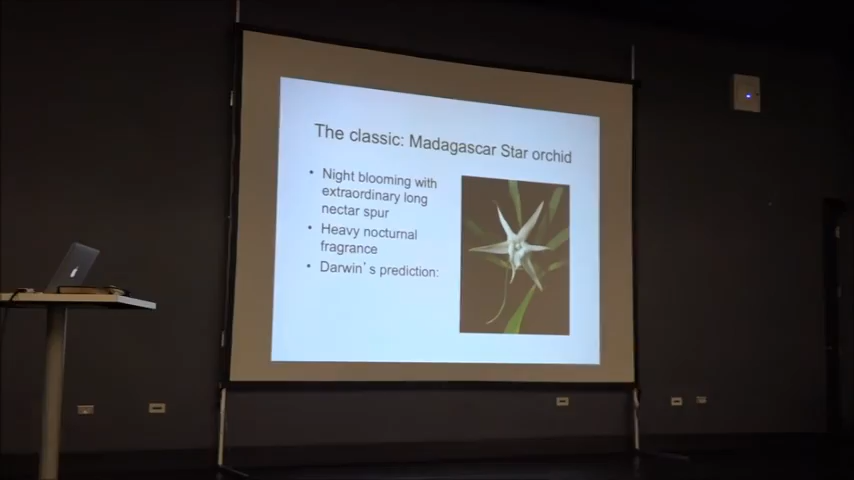 The classic: Madagascar Star orchid
• Night blooming with
extraordinary long
nectar spur
• Heavy nocturnal
fragrance
• Darwin's prediction: